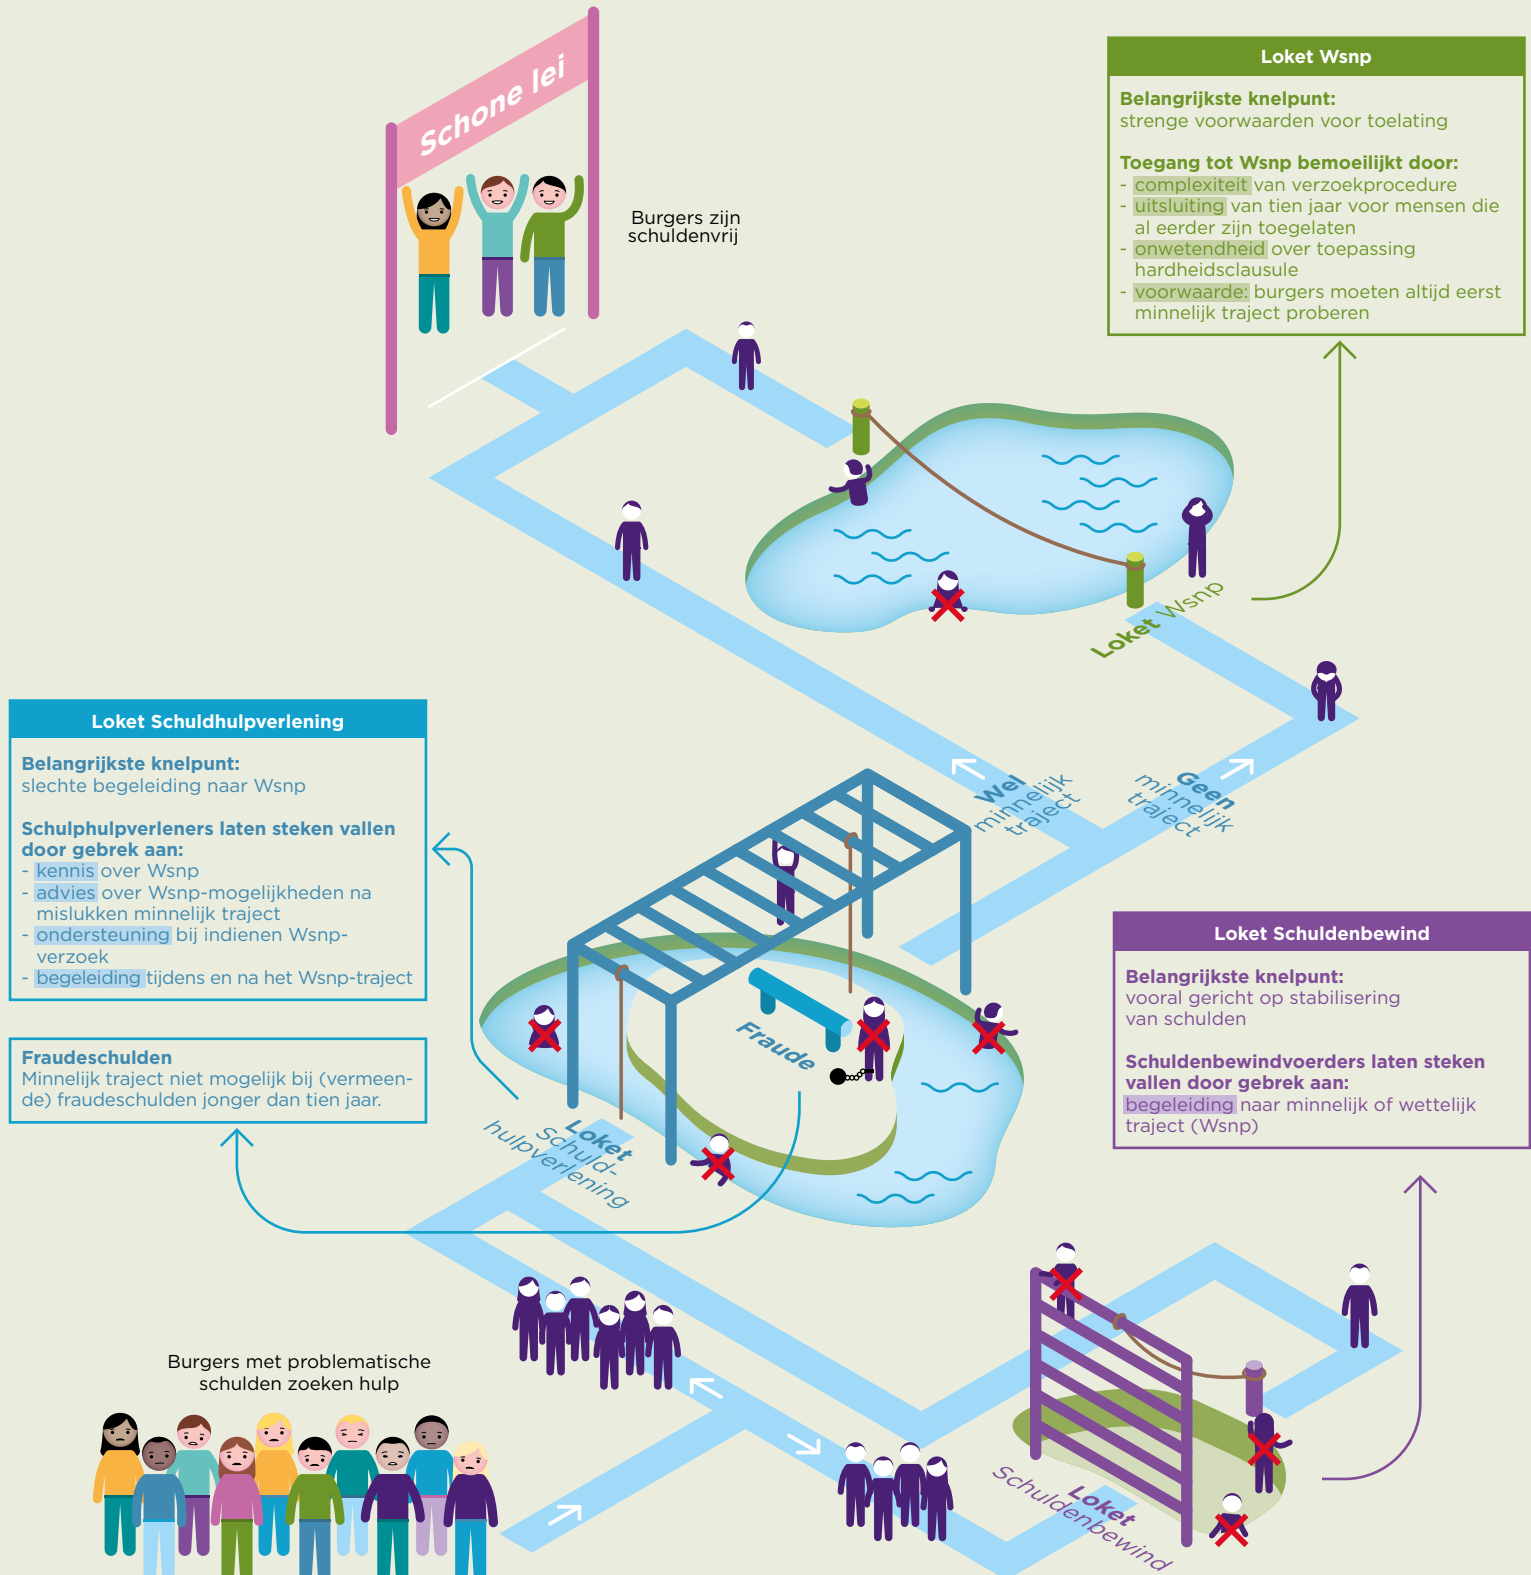 Schone lei
Burgers zijn
schuldenvrij
Loket Wsnp
Belangrijkste knelpunt:
strenge voorwaarden voor toelating
Toegang tot Wsnp bemoeilijkt door:
- complexiteit van verzoekprocedure
- uitsluiting van tien jaar voor mensen die
al eerder zijn toegelaten
- onwetendheid over toepassing
hardheidsclausule
- voorwaarde: burgers moeten altijd eerst
minnelijk traject proberen
Loket Wsnp
Loket Schuldhulpverlening
Belangrijkste knelpunt:
slechte begeleiding naar Wsnp
Schulphulpverleners laten steken vallen
door gebrek aan:
- kennis over Wsnp
- advies over Wsnp-mogelijkheden na
mislukken minnelijk traject
- ondersteuning bij indienen Wsnp-
verzoek
- begeleiding tijdens en na het Wsnp-traject
Wel
minnelijk
traject
Geen
minnelijk
traject
Fraudeschulden
Minnelijk traject niet mogelijk bij (vermeen-
de) fraudeschulden jonger dan tien jaar.
Fraude
Loket
Schuld-
hulpverlening
Loket Schuldenbewind
Belangrijkste knelpunt:
vooral gericht op stabilisering
van schulden
Schuldenbewindvoerders laten steken
vallen door gebrek aan:
begeleiding naar minnelijk of wettelijk
traject (Wsnp)
Burgers met problematische
schulden zoeken hulp
Loket
Schuldenbewind